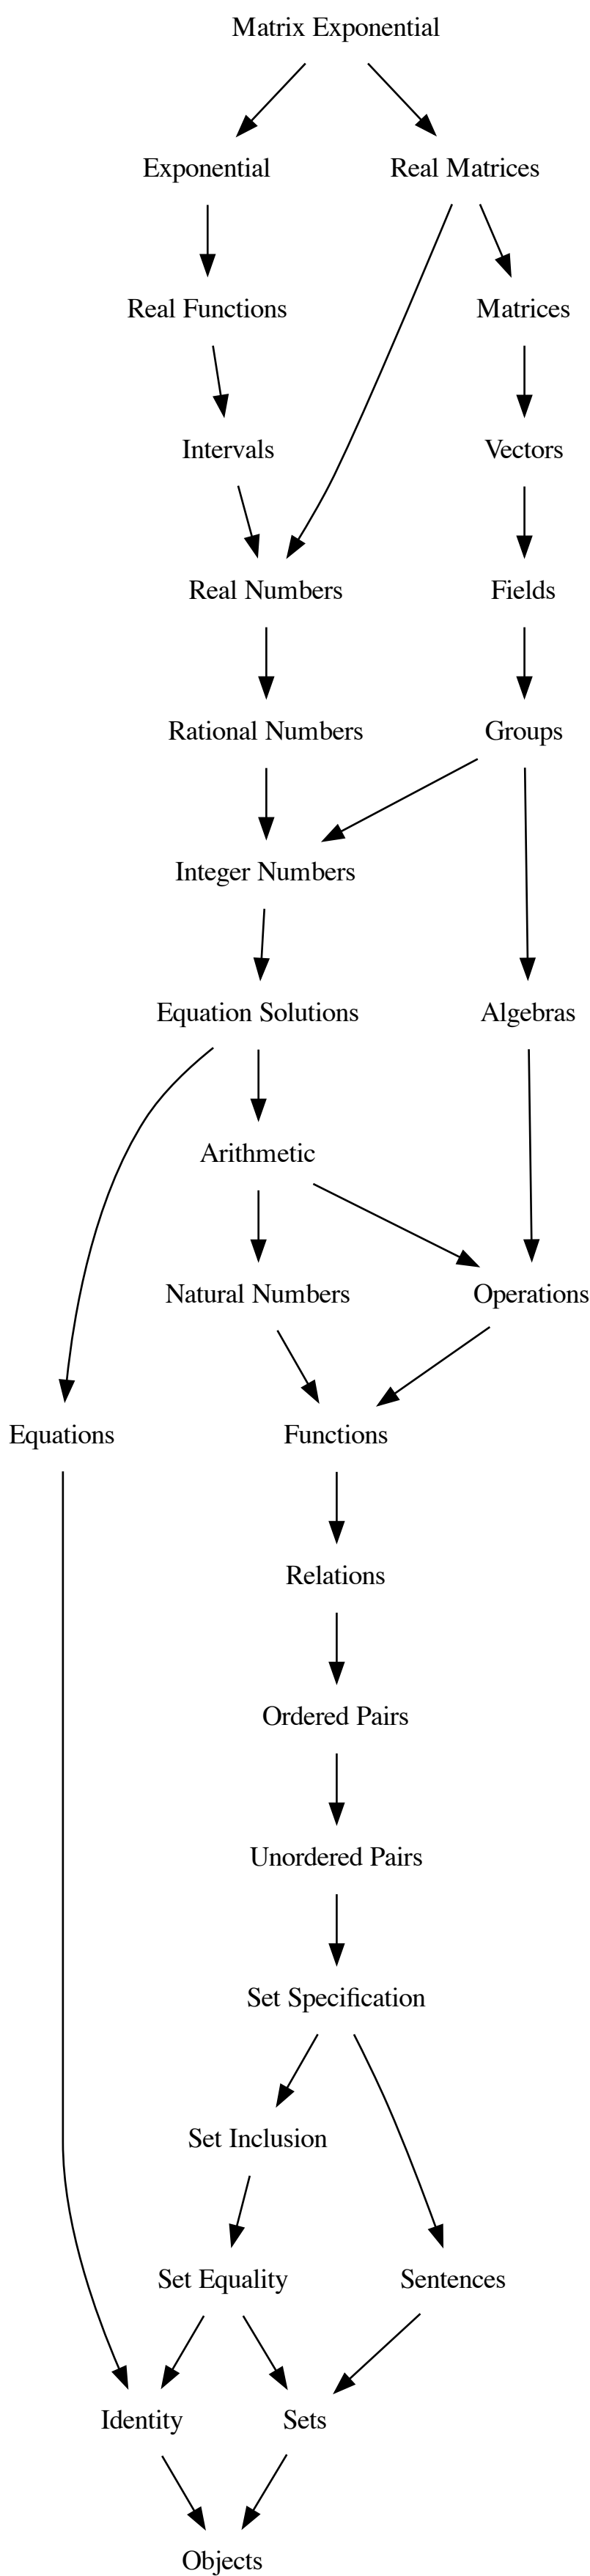 Matrix Exponential
Exponential
Real Matrices
Real Functions
Matrices
Intervals
Vectors
Real Numbers
Fields
Rational Numbers
Groups
Integer Numbers
Equation Solutions
Algebras
Arithmetic
Natural Numbers
Operations
Equations
Functions
Relations
Ordered Pairs
Unordered Pairs
Set Specification
Set Inclusion
Set Equality
Sentences
Identity
Sets
Objects